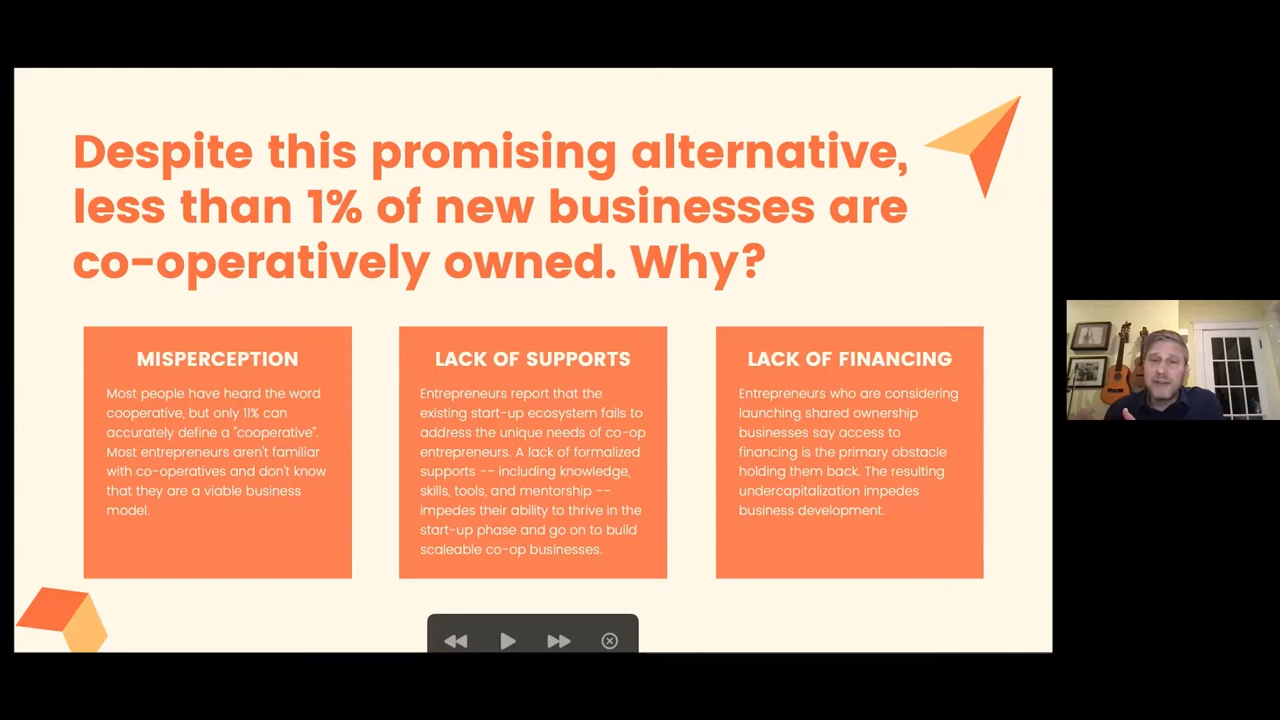 Despite this promising alternative,
less than 1% of new businesses are
co-operatively owned. Why?
MISPERCEPTION
Most people have heard the word
cooperative, but only 11% can
accurately define a "cooperative".
Most entrepreneurs aren't familiar
with co-operatives and don't know
that they are a viable business
model.
LACK OF SUPPORTS
Entrepreneurs report that the
existing start-up ecosystem fails to
address the unique needs of co-op
entrepreneurs. A lack of formalized
supports -- including knowledge,
skills, tools, and mentorship --
impedes their ability to thrive in the
start-up phase and go on to build
scaleable co-op businesses.
LACK OF FINANCING
Entrepreneurs who are considering
launching shared ownership
businesses say access to
financing is the primary obstacle
holding them back. The resulting
undercapitalization impedes
business development.